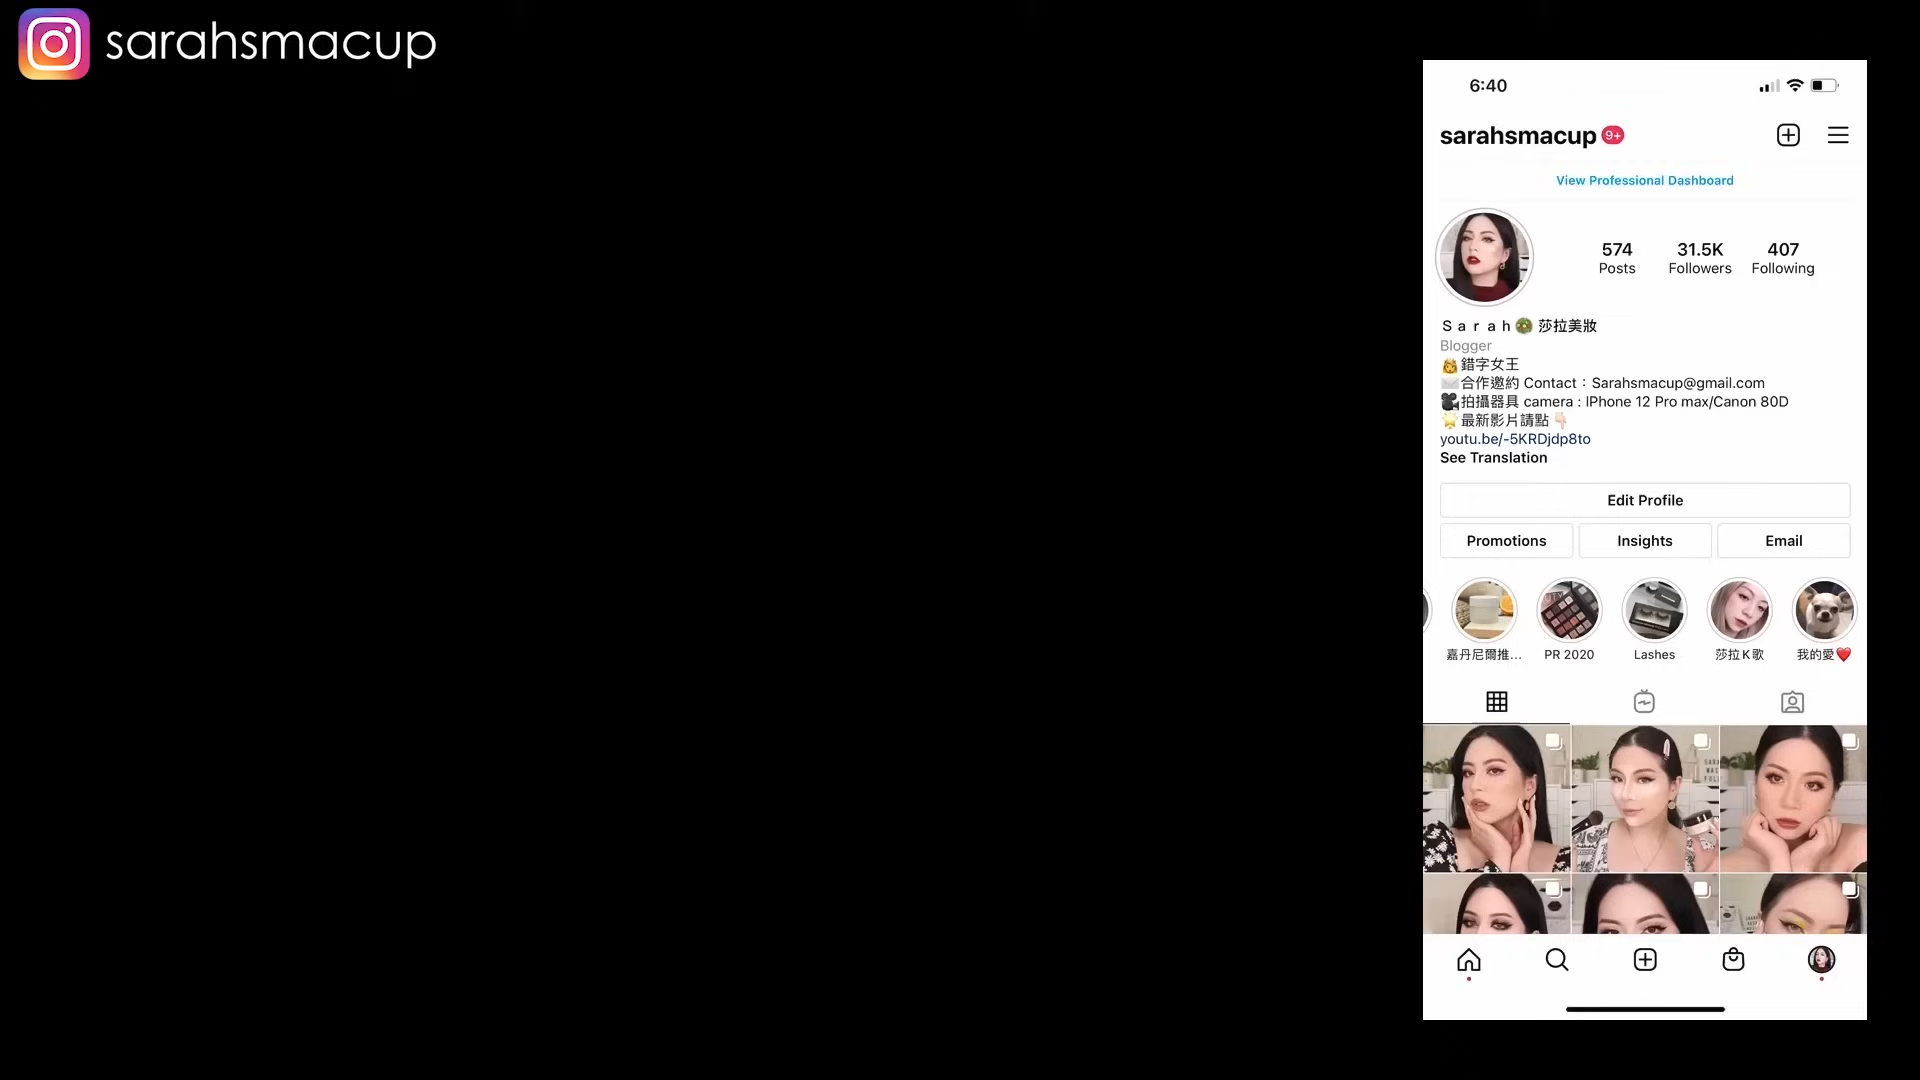 sarahsmacup
6:40
sarahsmacup 9+
View Professional Dashboard
574 31.5K 407
Posts Followers Following
Sarah 莎拉美妝
Blogger
錯字女王
合作邀約 Contact：Sarahsmacup@gmail.com
拍攝器具 camera : IPhone 12 Pro max/Canon 80D
最新影片請點
youtu.be/-5KRDjdp8to
See Translation
Edit Profile
Promotions Insights Email
嘉丹尼爾推... PR 2020 Lashes 莎拉K歌 我的愛